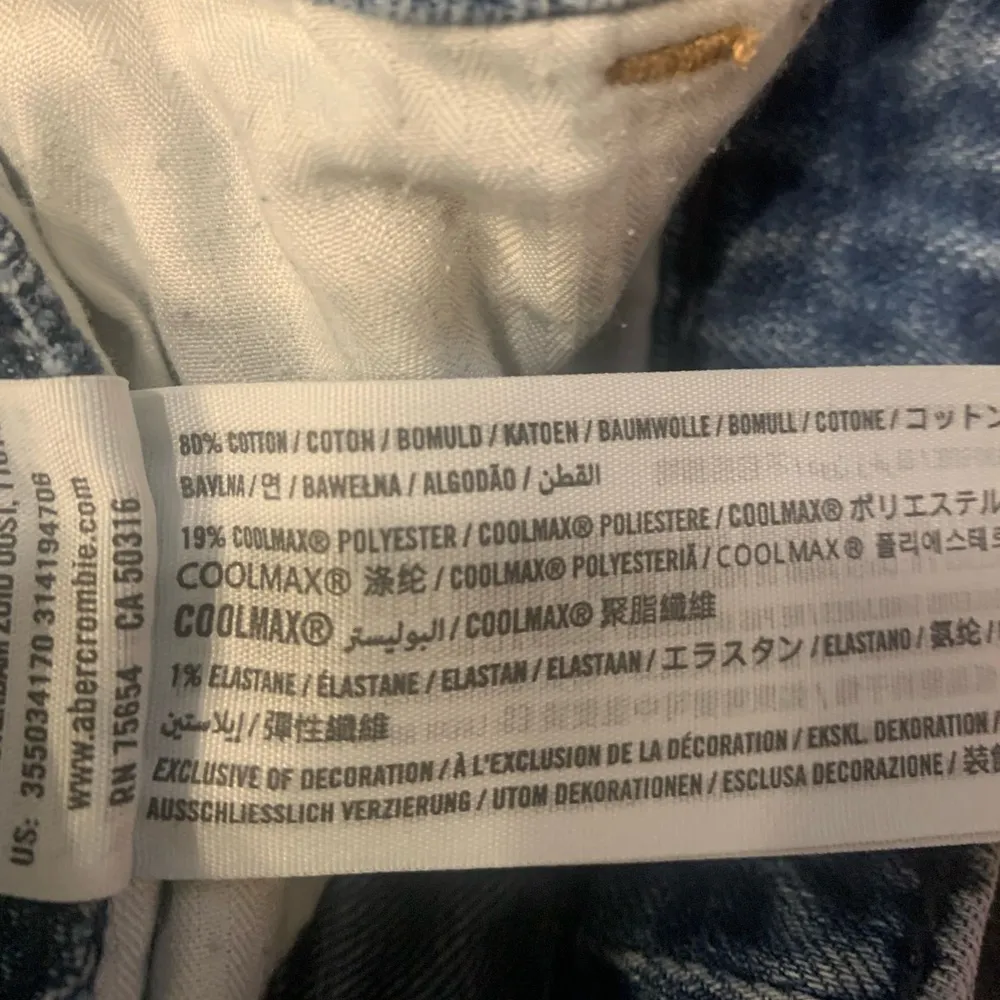 80% COTTON / COTON / BOMULD / KATOEN / BAUMWOLLE / BOMULL / COTONE / コットン
BAVLNA / 면 / BAWEŁNA / ALGODÃO / القطن
19% COOLMAX® POLYESTER / COOLMAX® POLIESTERE / COOLMAX® ポリエステル
COOLMAX® 涤纶 / COOLMAX® POLYESTERIÄ / COOLMAX® 폴리에스테르
COOLMAX® البوليستر / COOLMAX® 聚脂纖維
1% ELASTANE / ÉLASTANE / ELASTAN / ELASTAAN / エラスタン / ELASTANO / 氨纶 /
إيلاستين / 彈性纖維
EXCLUSIVE OF DECORATION / À L'EXCLUSION DE LA DÉCORATION / EKSKL. DEKORATION /
AUSSCHLIESSLICH VERZIERUNG / UTOM DEKORATIONEN / ESCLUSA DECORAZIONE /
US: 355034170 314194706
www.abercrombie.com
RN 75654 CA 50316